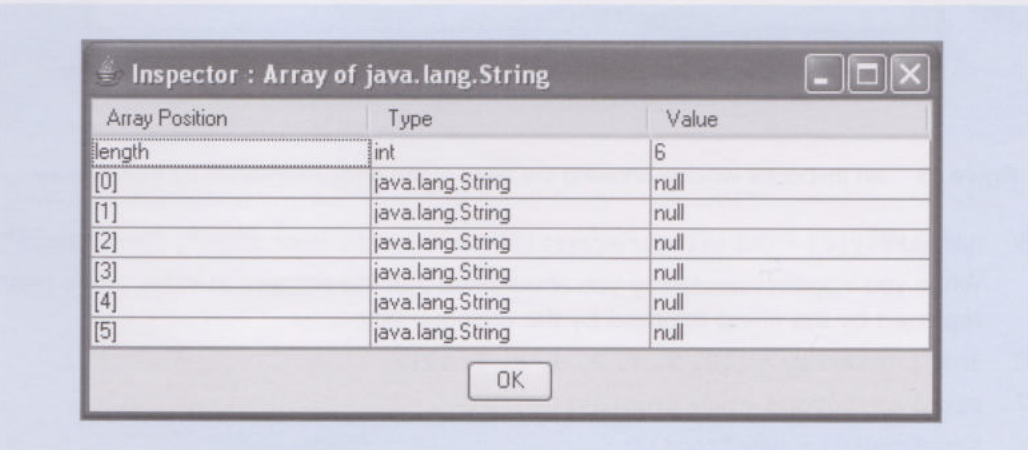 Inspector : Array of java.lang.String
Array Position Type Value
length int 6
[0] java.lang.String null
[1] java.lang.String null
[2] java.lang.String null
[3] java.lang.String null
[4] java.lang.String null
[5] java.lang.String null
OK